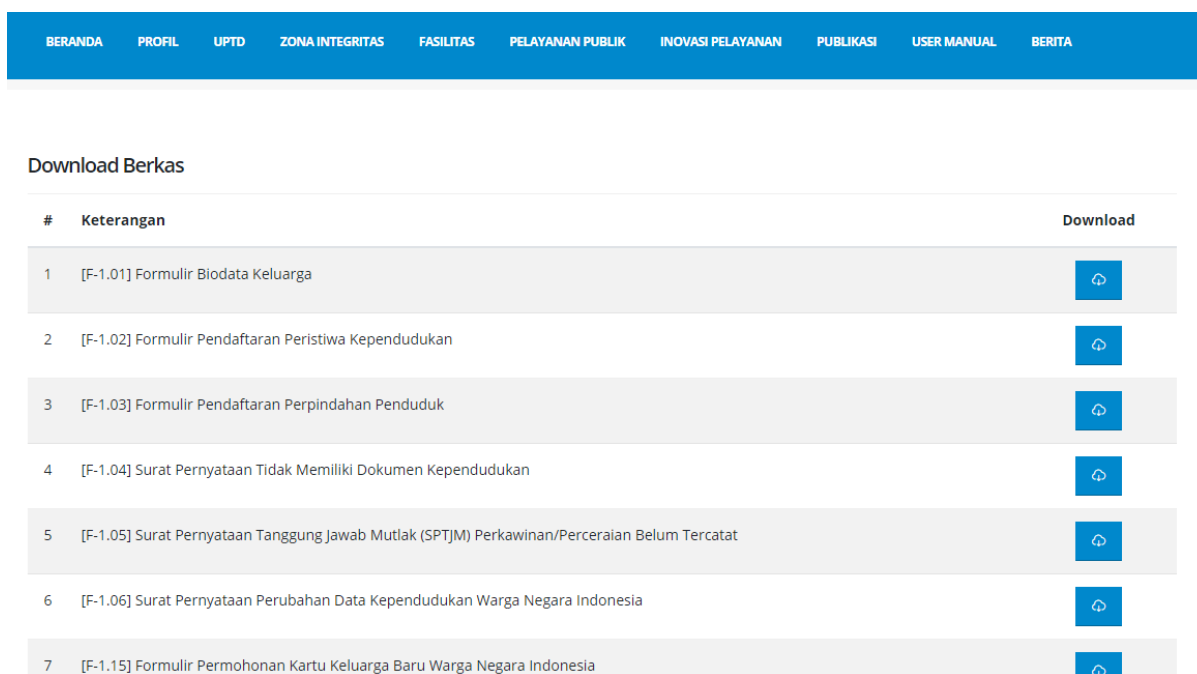 BERANDA PROFIL UPTD ZONA INTEGRITAS FASILITAS PELAYANAN PUBLIK INOVASI PELAYANAN PUBLIKASI USER MANUAL BERITA
Download Berkas
# Keterangan Download
1 [F-1.01] Formulir Biodata Keluarga
2 [F-1.02] Formulir Pendaftaran Peristiwa Kependudukan
3 [F-1.03] Formulir Pendaftaran Perpindahan Penduduk
4 [F-1.04] Surat Pernyataan Tidak Memiliki Dokumen Kependudukan
5 [F-1.05] Surat Pernyataan Tanggung Jawab Mutlak (SPTJM) Perkawinan/Perceraian Belum Tercatat
6 [F-1.06] Surat Pernyataan Perubahan Data Kependudukan Warga Negara Indonesia
7 [F-1.15] Formulir Permohonan Kartu Keluarga Baru Warga Negara Indonesia